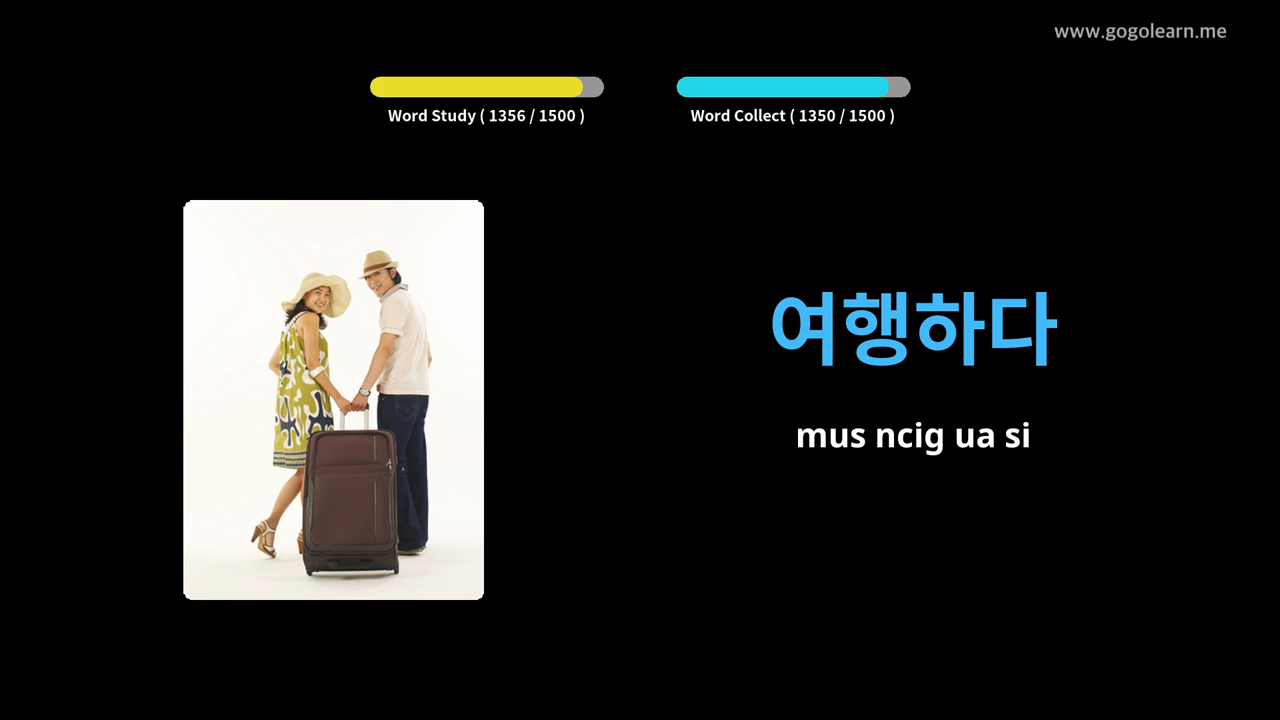 www.gogolearn.me
Word Study ( 1356 / 1500 )
Word Collect ( 1350 / 1500 )
여행하다
mus ncig ua si